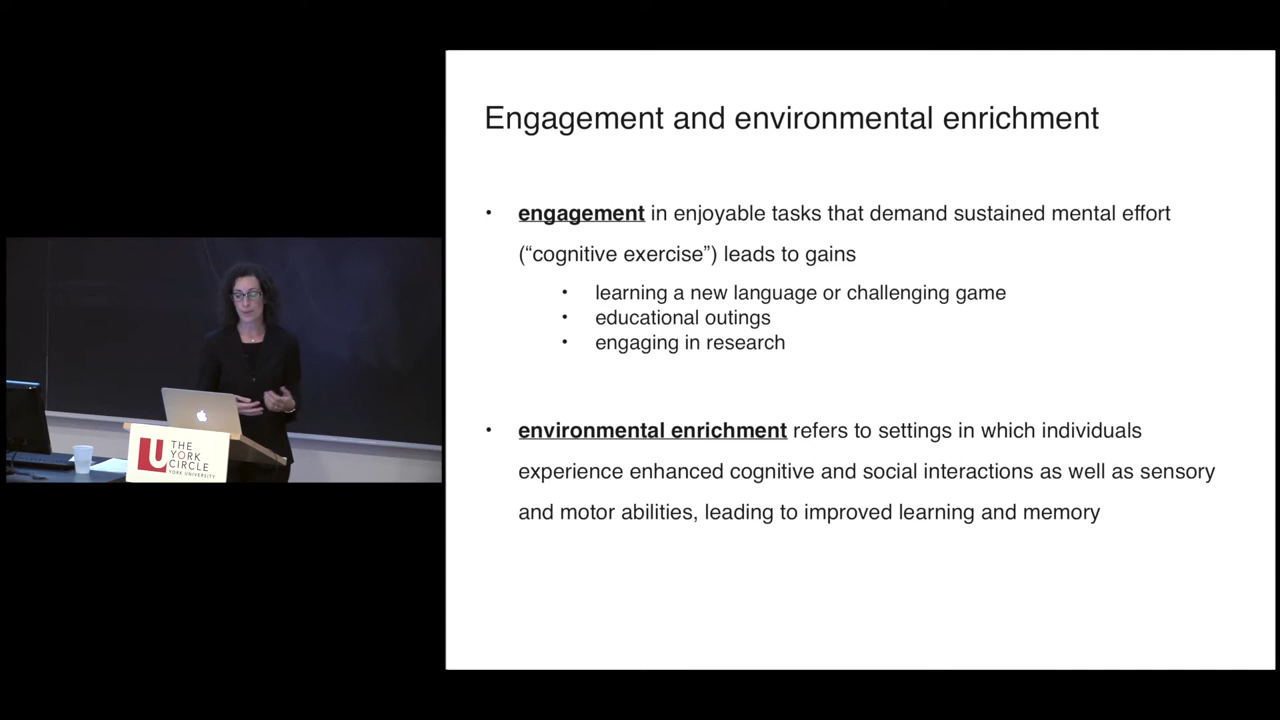 Engagement and environmental enrichment
• engagement in enjoyable tasks that demand sustained mental effort
(“cognitive exercise”) leads to gains
• learning a new language or challenging game
• educational outings
• engaging in research
• environmental enrichment refers to settings in which individuals
experience enhanced cognitive and social interactions as well as sensory
and motor abilities, leading to improved learning and memory
U
THE
YORK
CIRCLE
YORK UNIVERSITY